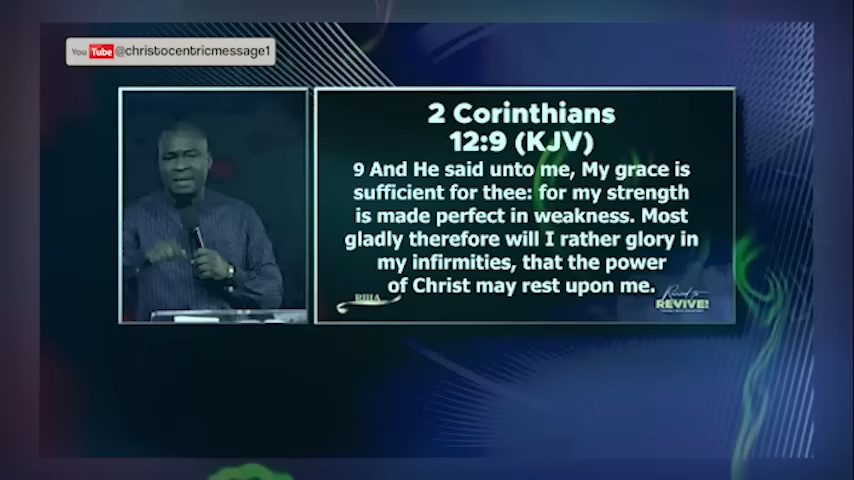 You Tube @christocentricmessage1
2 Corinthians
12:9 (KJV)
9 And He said unto me, My grace is
sufficient for thee: for my strength
is made perfect in weakness. Most
gladly therefore will I rather glory in
my infirmities, that the power
of Christ may rest upon me.
REVIVE!